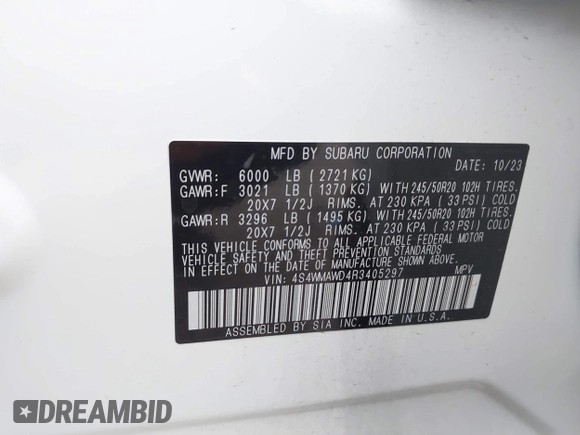 MFD BY SUBARU CORPORATION
DATE: 10/23
GVWR: 6000 LB (2721 KG)
GAWR:F 3021 LB (1370 KG) WITH 245/50R20 102H TIRES
20X7 1/2J RIMS. AT 230 KPA (33 PSI) COLD
GAWR:R 3296 LB (1495 KG) WITH 245/50R20 102H TIRES
20X7 1/2J RIMS. AT 230 KPA (33 PSI) COLD
THIS VEHICLE CONFORMS TO ALL APPLICABLE FEDERAL MOTOR
VEHICLE SAFETY AND THEFT PREVENTION STANDARDS IN
EFFECT ON THE DATE OF MANUFACTURE SHOWN ABOVE.
VIN: 4S4WMAWD4R3405297 MPV
ASSEMBLED BY SIA INC. MADE IN U.S.A.
DREAMBID